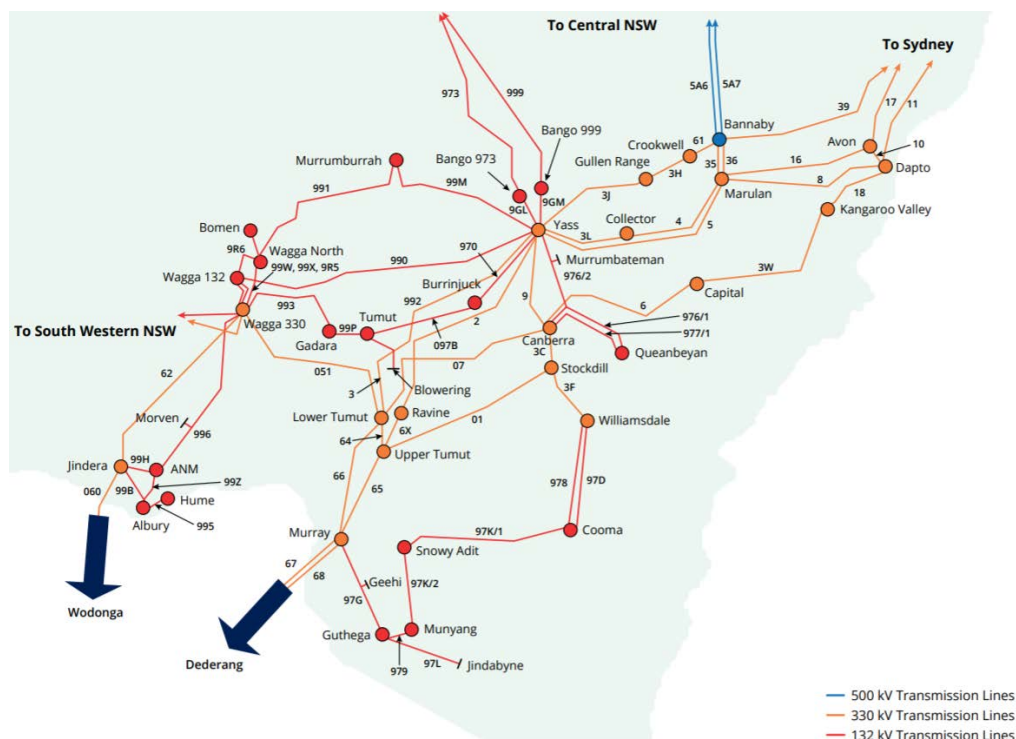 To Central NSW
To Sydney
973
999
5A6
5A7
39
17
11
Bannaby
Bango 999
Crookwell
61
Avon
10
Murrumburrah
Bango 973
Gullen Range
35
36
16
3H
Dapto
991
99M
8
Marulan
9GL
9GM
3J
18
Collector
4
Kangaroo Valley
Bomen
Yass
3L
5
9R6
Wagga North
970
Murrumbateman
99W, 99X, 9R5
990
3W
Wagga 132
976/2
Burrinjuck
992
9
Capital
993
Tumut
2
6
To South Western NSW
Wagga 330
99P
976/1
Gadara
097B
Canberra
977/1
3C
Queanbeyan
07
Stockdill
62
051
3
Blowering
3F
Morven
Lower Tumut
Ravine
Williamsdale
996
64
6X
01
Upper Tumut
Jindera
99H
ANM
66
65
978
97D
060
99B
99Z
Hume
Albury
995
Murray
97K/1
Cooma
Snowy Adit
67
68
Geehi
97K/2
97G
Wodonga
Guthega
Munyang
Dederang
979
97L
Jindabyne
500 kV Transmission Lines
330 kV Transmission Lines
132 kV Transmission Lines